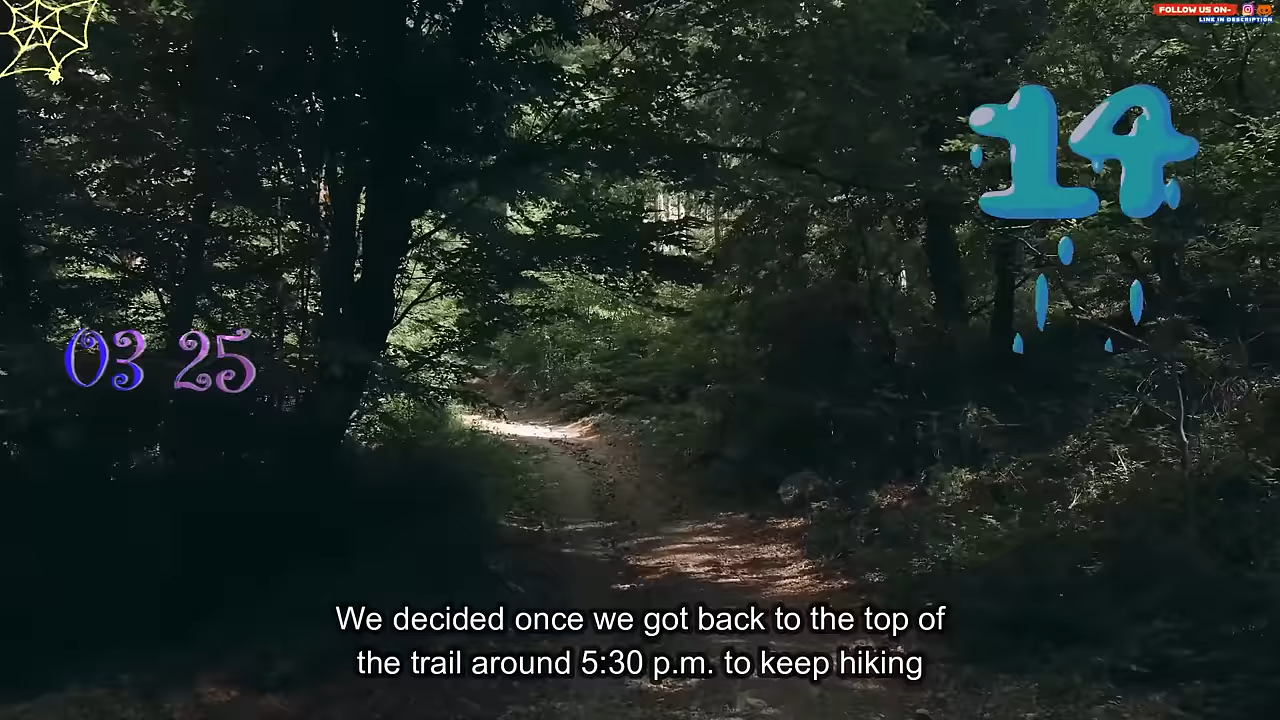 FOLLOW US ON-
LINK IN DESCRIPTION
14
03 25
We decided once we got back to the top of
the trail around 5:30 p.m. to keep hiking